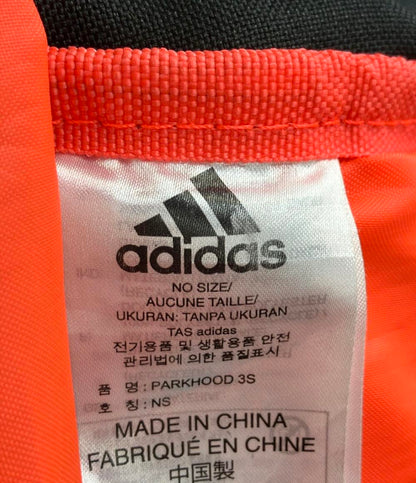 adidas
NO SIZE/
AUCUNE TAILLE/
UKURAN: TANPA UKURAN
TAS adidas
전기용품 및 생활용품 안전
관리법에 의한 품질표시
품 명 : PARKHOOD 3S
호 칭 : NS
MADE IN CHINA
FABRIQUÉ EN CHINE
中国製